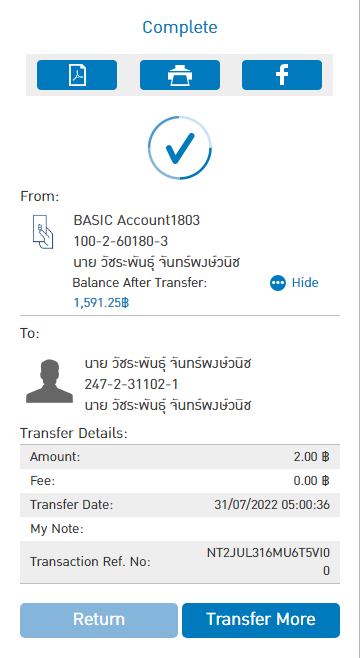 Complete
From:
BASIC Account1803
100-2-60180-3
นาย วัชระพันธุ์ จันทร์พงษ์วนิช
Balance After Transfer:
Hide
1,591.25฿
To:
นาย วัชระพันธุ์ จันทร์พงษ์วนิช
247-2-31102-1
นาย วัชระพันธุ์ จันทร์พงษ์วนิช
Transfer Details:
Amount: 2.00 ฿
Fee: 0.00 ฿
Transfer Date: 31/07/2022 05:00:36
My Note:
Transaction Ref. No: NT2JUL316MU6T5VI0
0
Return
Transfer More